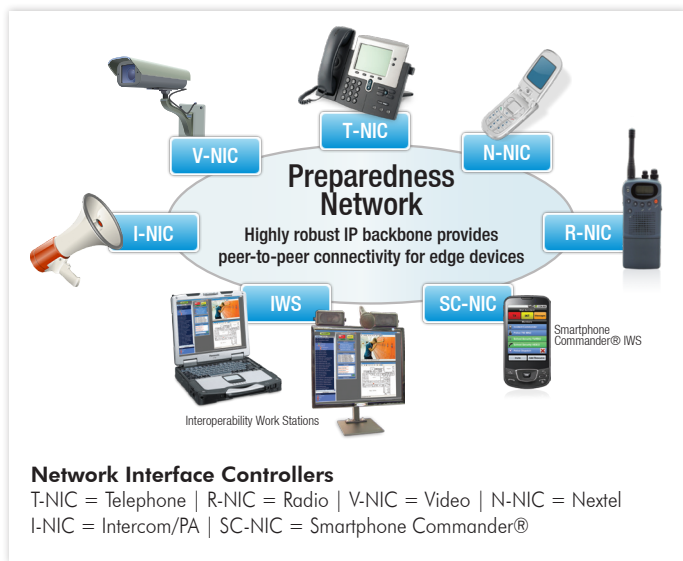 T-NIC
V-NIC
N-NIC
Preparedness
Network
Highly robust IP backbone provides
peer-to-peer connectivity for edge devices
I-NIC
R-NIC
IWS
SC-NIC
Smartphone
Commander® IWS
Interoperability Work Stations
Network Interface Controllers
T-NIC = Telephone | R-NIC = Radio | V-NIC = Video | N-NIC = Nextel
I-NIC = Intercom/PA | SC-NIC = Smartphone Commander®